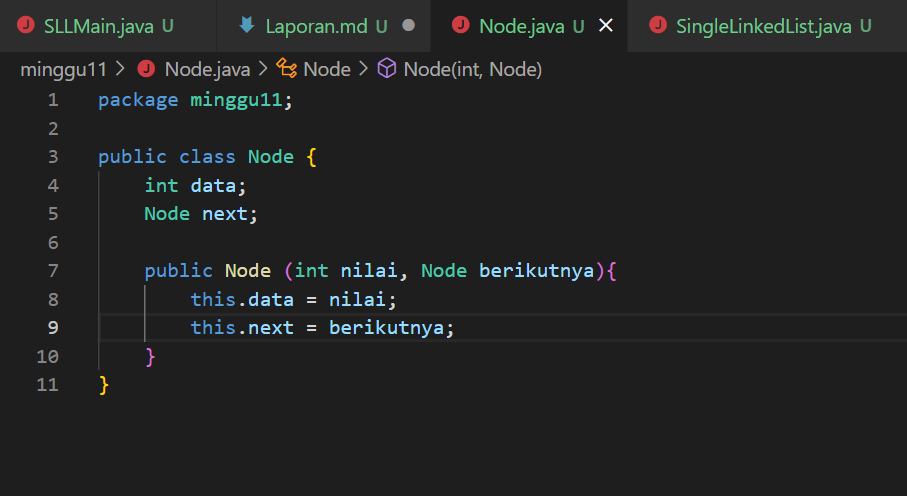 SLLMain.java U Laporan.md U Node.java U SingleLinkedList.java U
minggu11 > Node.java > Node > Node(int, Node)
1 package minggu11;
2
3 public class Node {
4 int data;
5 Node next;
6
7 public Node (int nilai, Node berikutnya){
8 this.data = nilai;
9 this.next = berikutnya;
10 }
11 }